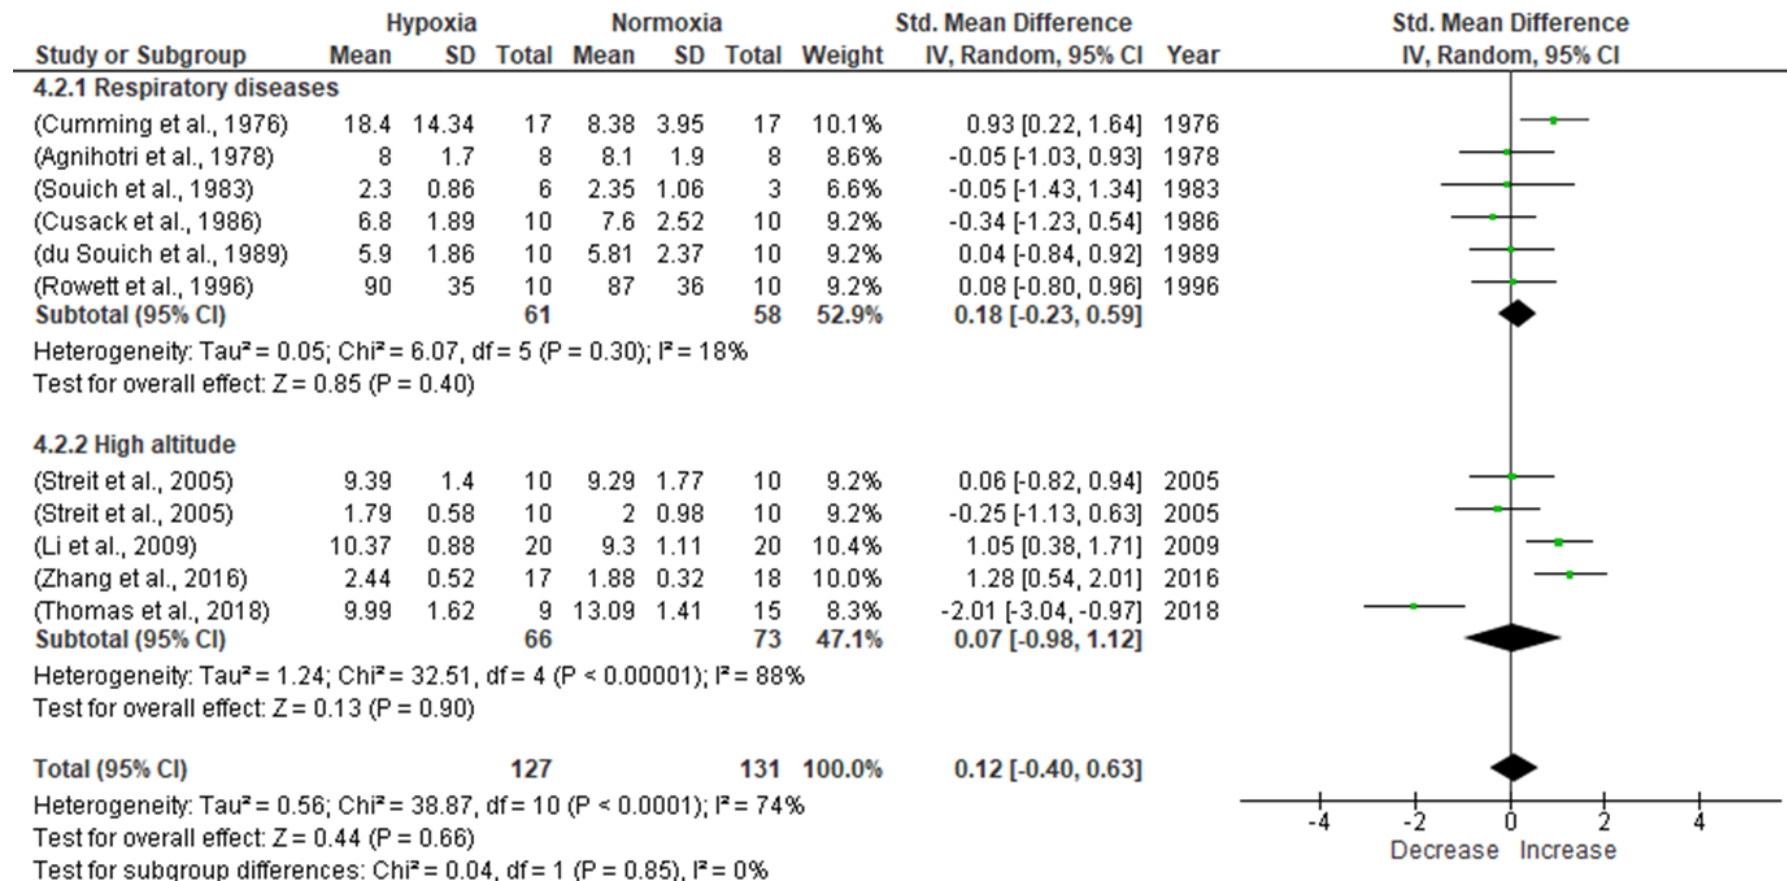 Hypoxia Normoxia Std. Mean Difference Std. Mean Difference
Study or Subgroup Mean SD Total Mean SD Total Weight IV, Random, 95% CI Year IV, Random, 95% CI
4.2.1 Respiratory diseases
(Cumming et al., 1976) 18.4 14.34 17 8.38 3.95 17 10.1% 0.93 [0.22, 1.64] 1976
(Agnihotri et al., 1978) 8 1.7 8 8.1 1.9 8 8.6% -0.05 [-1.03, 0.93] 1978
(Souich et al., 1983) 2.3 0.86 6 2.35 1.06 3 6.6% -0.05 [-1.43, 1.34] 1983
(Cusack et al., 1986) 6.8 1.89 10 7.6 2.52 10 9.2% -0.34 [-1.23, 0.54] 1986
(du Souich et al., 1989) 5.9 1.86 10 5.81 2.37 10 9.2% 0.04 [-0.84, 0.92] 1989
(Rowett et al., 1996) 90 35 10 87 36 10 9.2% 0.08 [-0.80, 0.96] 1996
Subtotal (95% CI) 61 58 52.9% 0.18 [-0.23, 0.59]
Heterogeneity: Tau² = 0.05; Chi² = 6.07, df = 5 (P = 0.30); I² = 18%
Test for overall effect: Z = 0.85 (P = 0.40)
4.2.2 High altitude
(Streit et al., 2005) 9.39 1.4 10 9.29 1.77 10 9.2% 0.06 [-0.82, 0.94] 2005
(Streit et al., 2005) 1.79 0.58 10 2 0.98 10 9.2% -0.25 [-1.13, 0.63] 2005
(Li et al., 2009) 10.37 0.88 20 9.3 1.11 20 10.4% 1.05 [0.38, 1.71] 2009
(Zhang et al., 2016) 2.44 0.52 17 1.88 0.32 18 10.0% 1.28 [0.54, 2.01] 2016
(Thomas et al., 2018) 9.99 1.62 9 13.09 1.41 15 8.3% -2.01 [-3.04, -0.97] 2018
Subtotal (95% CI) 66 73 47.1% 0.07 [-0.98, 1.12]
Heterogeneity: Tau² = 1.24; Chi² = 32.51, df = 4 (P < 0.00001); I² = 88%
Test for overall effect: Z = 0.13 (P = 0.90)
Total (95% CI) 127 131 100.0% 0.12 [-0.40, 0.63]
Heterogeneity: Tau² = 0.56; Chi² = 38.87, df = 10 (P < 0.0001); I² = 74%
Test for overall effect: Z = 0.44 (P = 0.66)
Test for subgroup differences: Chi² = 0.04, df = 1 (P = 0.85), I² = 0%
-4 -2 0 2 4
Decrease Increase